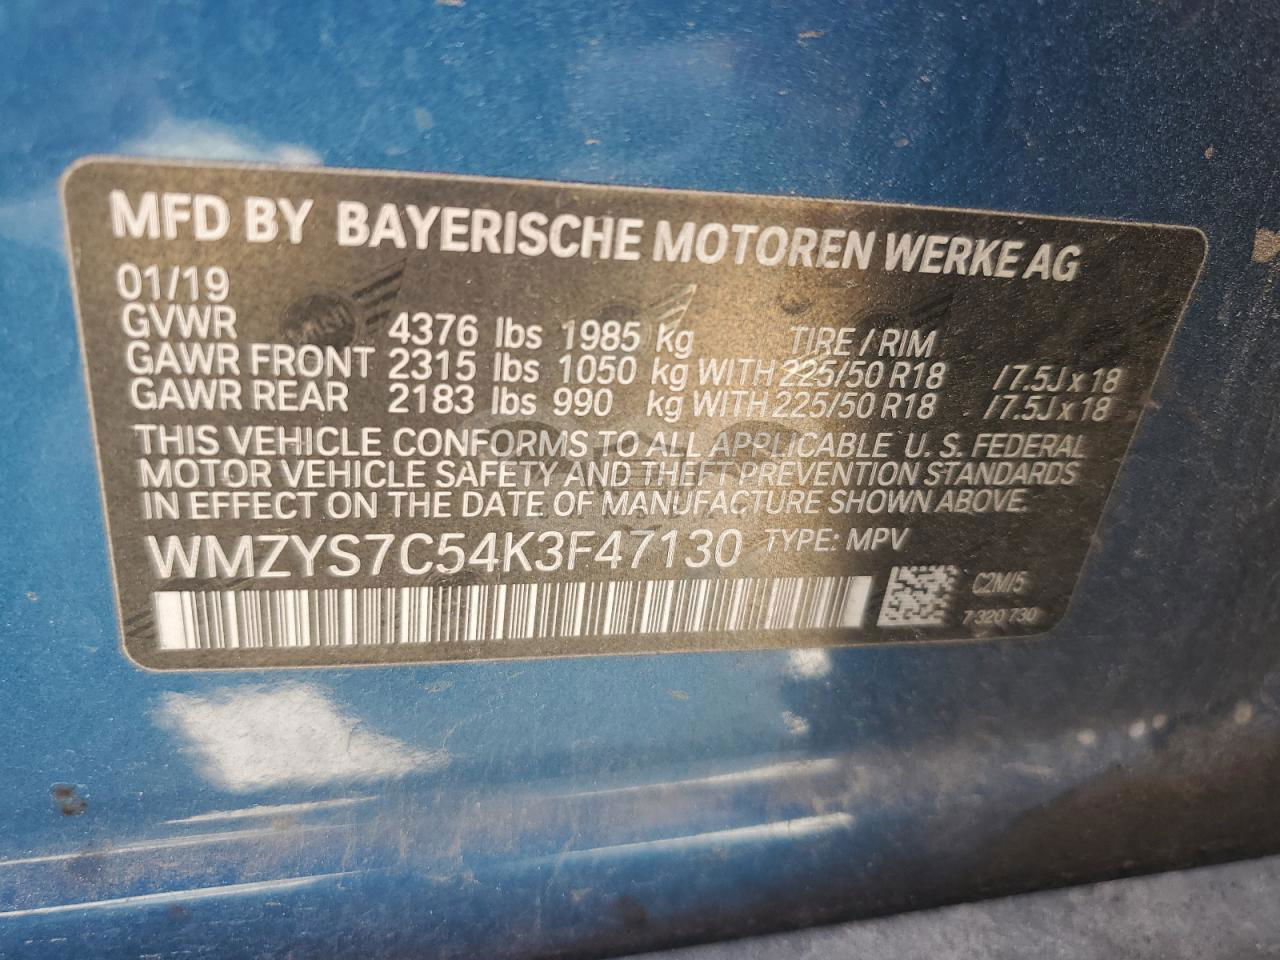 MFD BY BAYERISCHE MOTOREN WERKE AG
01/19
GVWR 4376 lbs 1985 kg TIRE / RIM
GAWR FRONT 2315 lbs 1050 kg WITH 225/50 R18 / 7.5J x 18
GAWR REAR 2183 lbs 990 kg WITH 225/50 R18 / 7.5J x 18
THIS VEHICLE CONFORMS TO ALL APPLICABLE U. S. FEDERAL
MOTOR VEHICLE SAFETY AND THEFT PREVENTION STANDARDS
IN EFFECT ON THE DATE OF MANUFACTURE SHOWN ABOVE.
WMZYS7C54K3F47130 TYPE: MPV
C2M/5
7 320 730